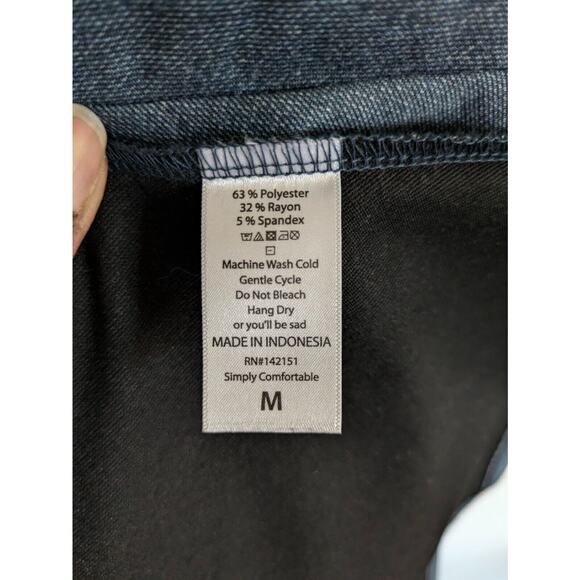 63 % Polyester
32 % Rayon
5 % Spandex
Machine Wash Cold
Gentle Cycle
Do Not Bleach
Hang Dry
or you'll be sad
MADE IN INDONESIA
RN#142151
Simply Comfortable
M